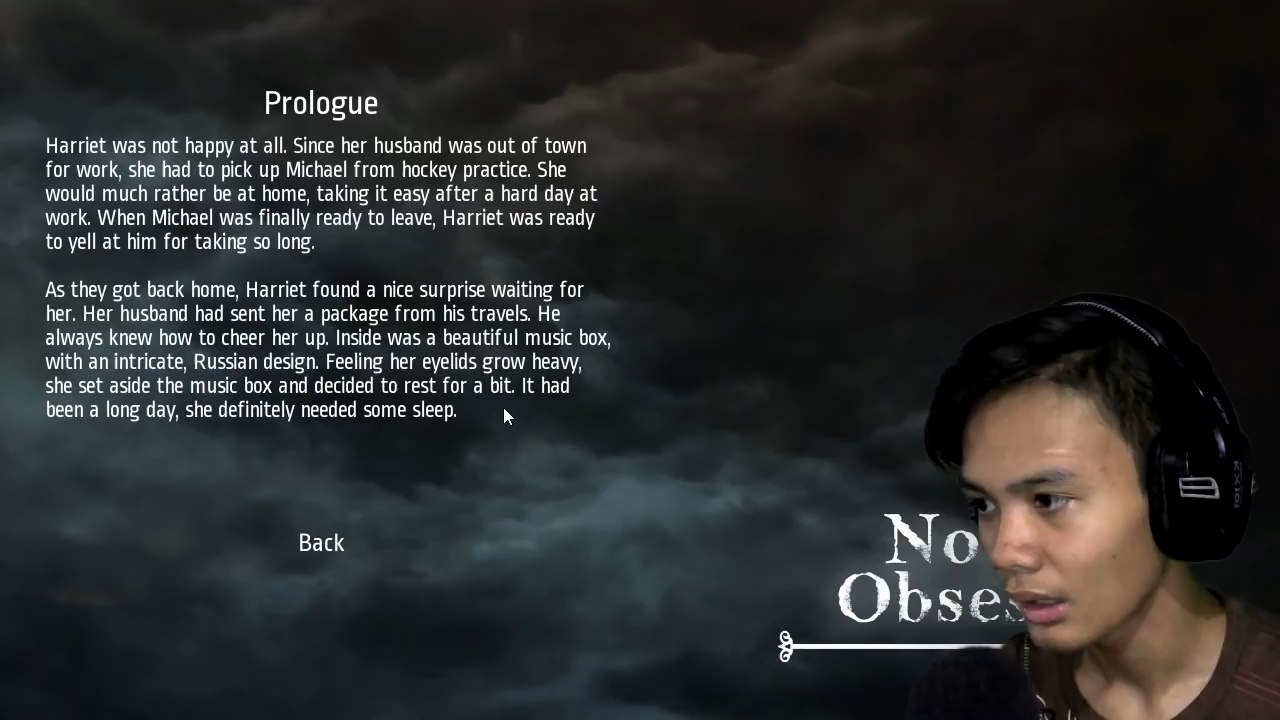 Prologue
Harriet was not happy at all. Since her husband was out of town
for work, she had to pick up Michael from hockey practice. She
would much rather be at home, taking it easy after a hard day at
work. When Michael was finally ready to leave, Harriet was ready
to yell at him for taking so long.
As they got back home, Harriet found a nice surprise waiting for
her. Her husband had sent her a package from his travels. He
always knew how to cheer her up. Inside was a beautiful music box,
with an intricate, Russian design. Feeling her eyelids grow heavy,
she set aside the music box and decided to rest for a bit. It had
been a long day, she definitely needed some sleep.
Back
No
Obses